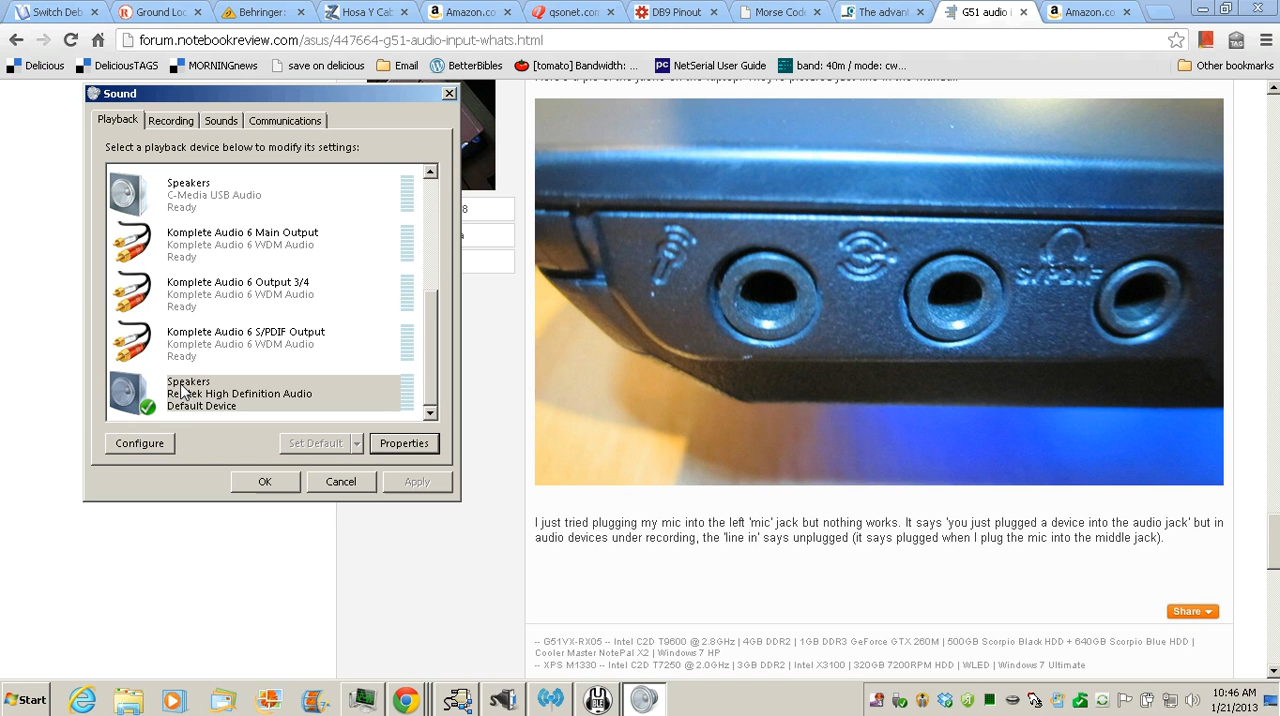 Switch Deb
Ground Loc
Behringer:
Hosa Y Cab
Amazon.co
qsonet.com
DB9 Pinout
Morse Code
The advan
G51 audio i
Amazon.cc
forum.notebookreview.com/asus/447664-g51-audio-input-whats.html
TAG
Delicious
DeliciousTAGS
MORNINGnews
save on delicious
Email
BetterBibles
[tomato] Bandwidth: ...
NetSerial User Guide
band: 40m / mode: cw...
Other bookmarks
Sound
Playback
Recording
Sounds
Communications
Select a playback device below to modify its settings:
Speakers
C-Media USB Audio
Ready
Komplete Audio 6 Main Output
Komplete Audio 6 WDM Audio
Ready
Komplete Audio 6 Output 3/4
Komplete Audio 6 WDM Audio
Ready
Komplete Audio 6 S/PDIF Output
Komplete Audio 6 WDM Audio
Ready
Speakers
Realtek High Definition Audio
Default Device
Configure
Set Default
Properties
OK
Cancel
Apply
8
a
I just tried plugging my mic into the left 'mic' jack but nothing works. It says 'you just plugged a device into the audio jack' but in
audio devices under recording, the 'line in' says unplugged (it says plugged when I plug the mic into the middle jack).
Share
-- G51VX-RX05 -- Intel C2D T9600 @ 2.8GHz | 4GB DDR2 | 1GB DDR3 GeForce GTX 260M | 500GB Scorpio Black HDD + 640GB Scorpio Blue HDD |
Cooler Master NotePal X2 | Windows 7 HP
-- XPS M1330 -- Intel C2D T7250 @ 2.0GHz | 3GB DDR2 | Intel X3100 | 320GB 7200RPM HDD | WLED | Windows 7 Ultimate
Start
10:46 AM
1/21/2013